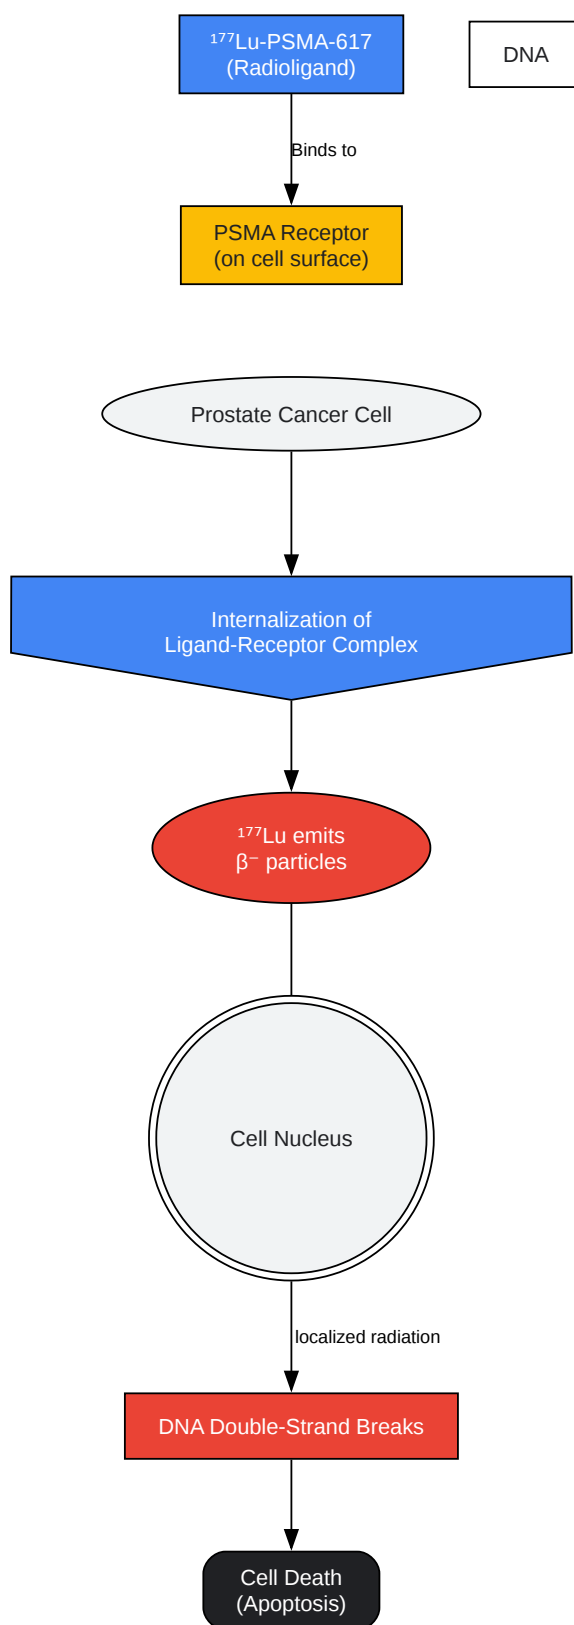 ¹⁷⁷Lu-PSMA-617
(Radioligand)
DNA
Binds to
PSMA Receptor
(on cell surface)
Prostate Cancer Cell
Internalization of
Ligand-Receptor Complex
¹⁷⁷Lu emits
β⁻ particles
Cell Nucleus
localized radiation
DNA Double-Strand Breaks
Cell Death
(Apoptosis)